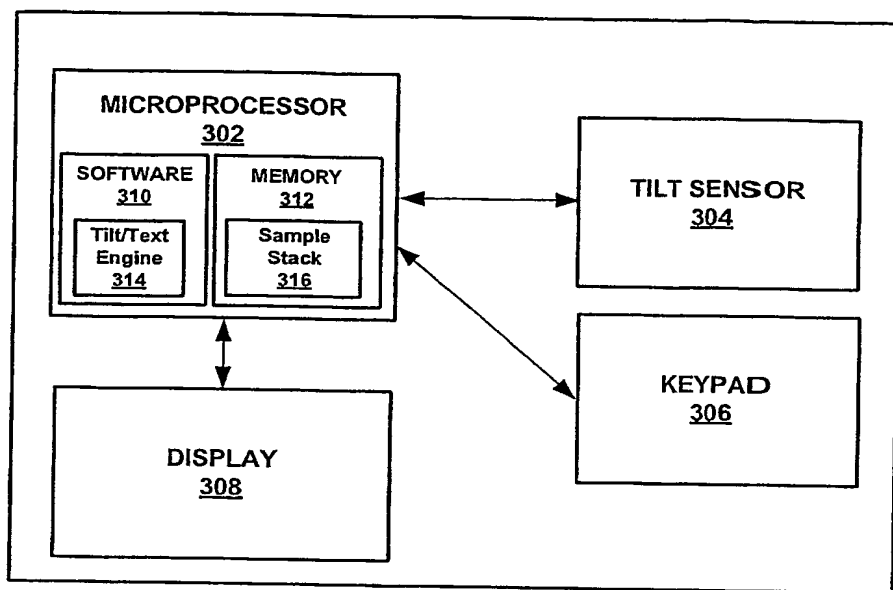 MICROPROCESSOR
302
SOFTWARE
310
Tilt/Text
Engine
314
MEMORY
312
Sample
Stack
316
TILT SENSOR
304
KEYPAD
306
DISPLAY
308